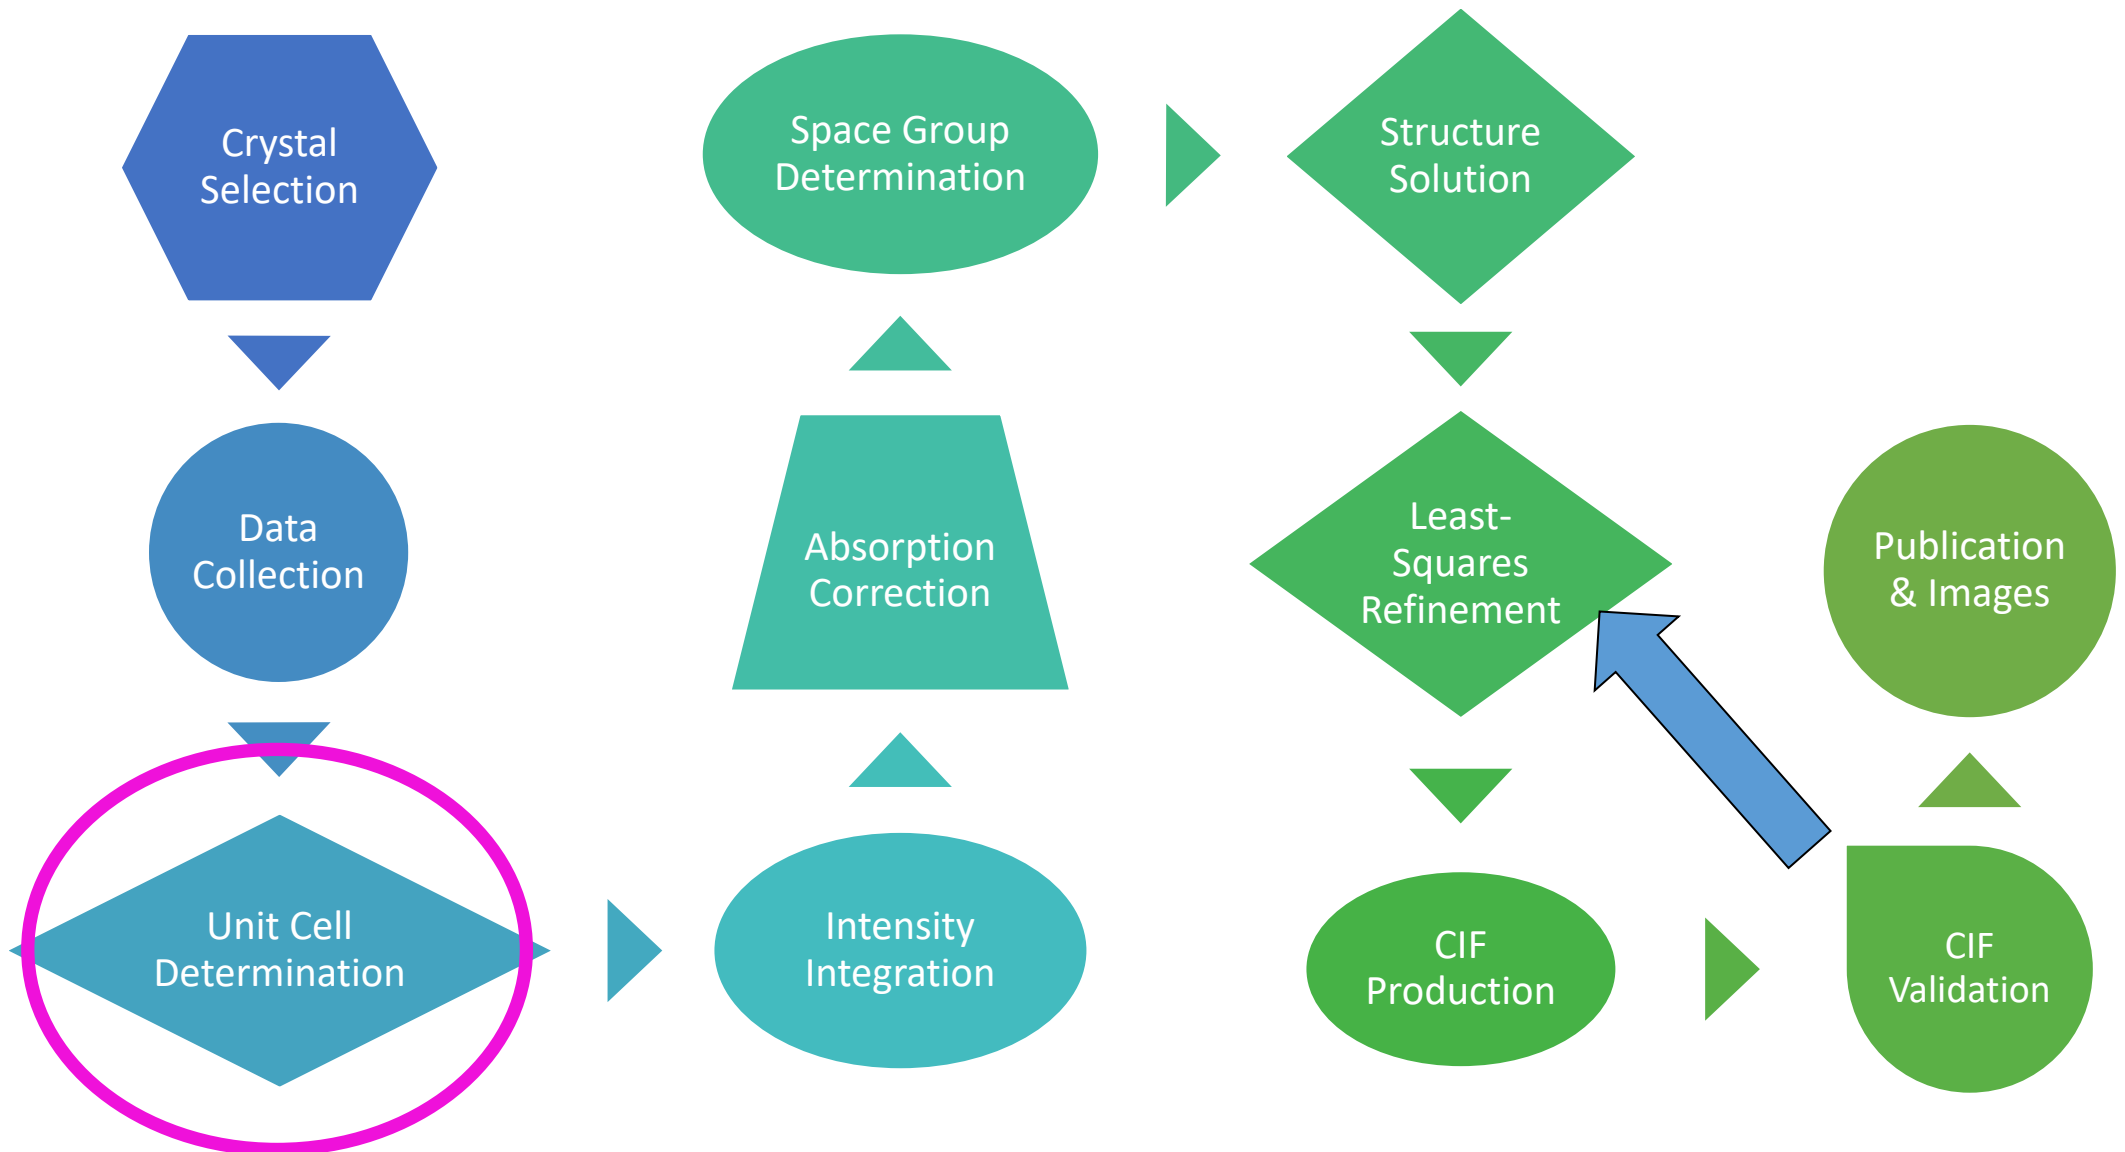 Crystal
Selection
Data
Collection
Unit Cell
Determination
Intensity
Integration
Absorption
Correction
Space Group
Determination
Structure
Solution
Least-
Squares
Refinement
CIF
Production
CIF
Validation
Publication
& Images